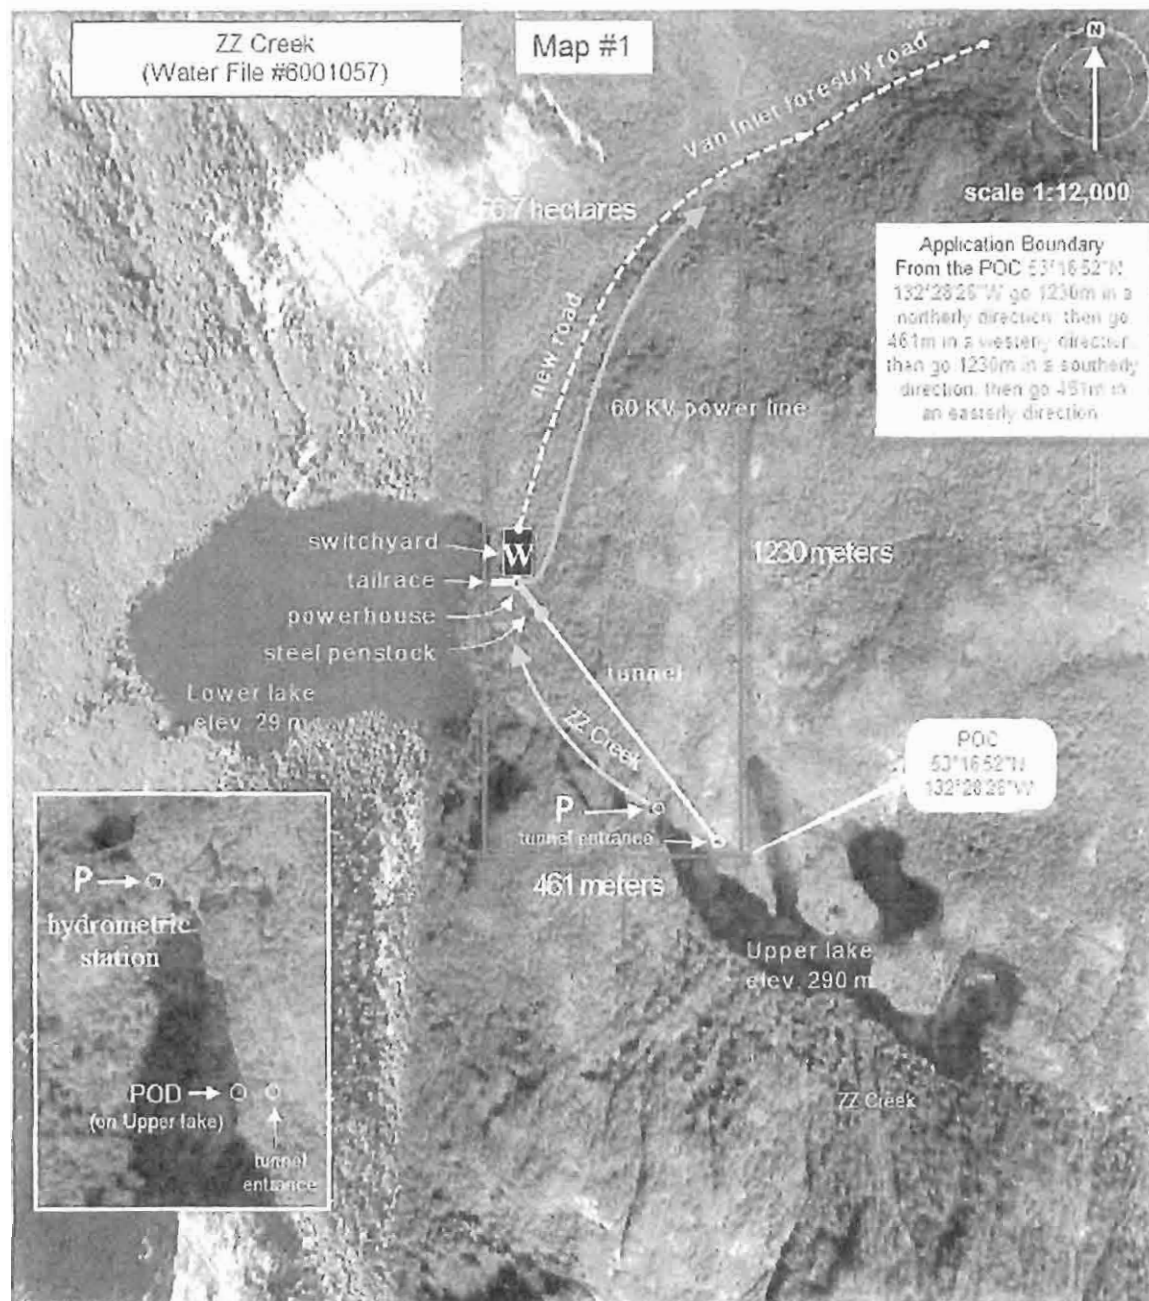 ZZ Creek
(Water File #6001057)
Map #1
Van Inlet forestry road
N
scale 1:12,000
hectares
Application Boundary
From the POC 53°16'52"N
132°28'26"W go 1230m in a
northerly direction, then go
461m in a westerly direction,
then go 1230m in a southerly
direction, then go 461m in
an easterly direction
new road
60 KV power line
switchyard
W
1230 meters
tailrace
powerhouse
steel penstock
tunnel
Lower lake
elev. 29 m
ZZ Creek
POC
53°16'52"N
132°28'26"W
P
tunnel entrance
461 meters
P
hydrometric
station
Upper lake
elev. 290 m
POD
(on Upper lake)
ZZ Creek
tunnel
entrance